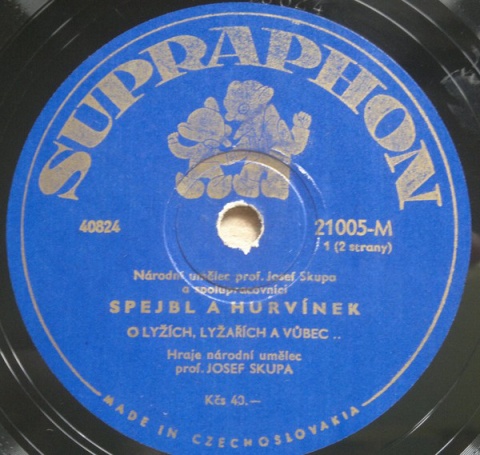 SUPRAPHON
40824
21005-M
1 (2 strany)
Národní umělec prof. Josef Skupa
a spolupracovníci
SPEJBL A HURVÍNEK
O LYŽÍCH, LYŽAŘÍCH A VŮBEC ..
Hraje národní umělec
prof. JOSEF SKUPA
Kčs 40.—
MADE IN CZECHOSLOVAKIA